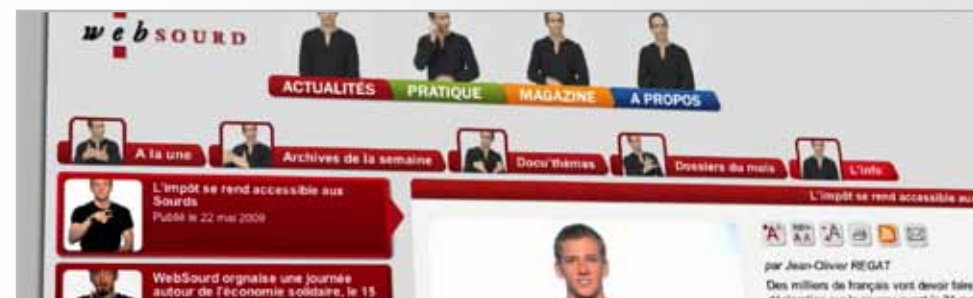 webSOURD
ACTUALITÉS
PRATIQUE
MAGAZINE
A PROPOS
A la une
Archives de la semaine
Docu'thèmes
Dossiers du mois
L'info
L'impôt se rend accessible aux
Sourds
Publié le 22 mai 2009
WebSourd orgnaise une journée
autour de l'économie solidaire, le 15
L'impôt se rend accessible au
par Jean-Olivier REGAT
Des milliers de français vont devoir faire